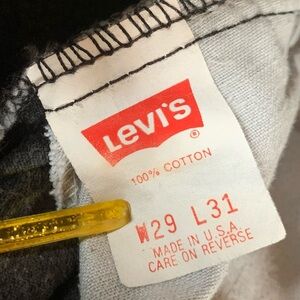 Levi's
®
100% COTTON
W29 L31
MADE IN U.S.A.
CARE ON REVERSE